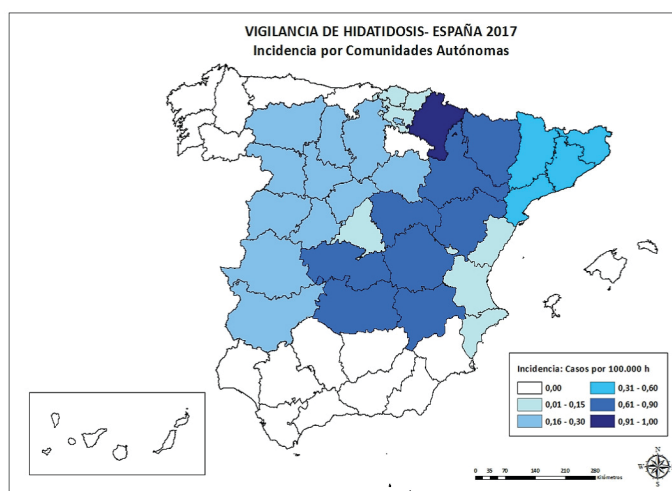 VIGILANCIA DE HIDATIDOSIS- ESPAÑA 2017
Incidencia por Comunidades Autónomas
Incidencia: Casos por 100.000 h
0,00
0,31 - 0,60
0,01 - 0,15
0,61 - 0,90
0,16 - 0,30
0,91 - 1,00
N
W
E
S
0 35 70 140 210 280
Kilómetros